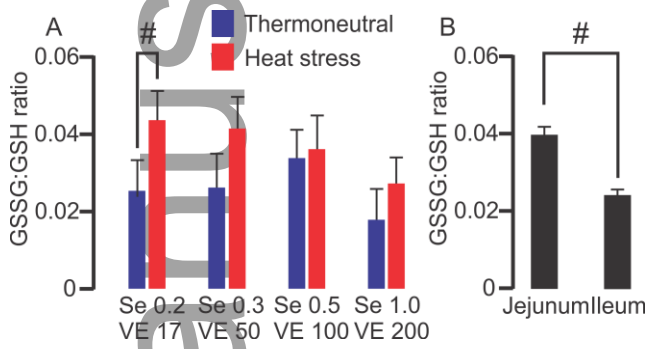 A
#
Thermoneutral
Heat stress
GSSG:GSH ratio
0.06
0.04
0.02
0
Se 0.2 Se 0.3 Se 0.5 Se 1.0
VE 17 VE 50 VE 100 VE 200
B
#
GSSG:GSH ratio
0.06
0.04
0.02
0
Jejunum Ileum